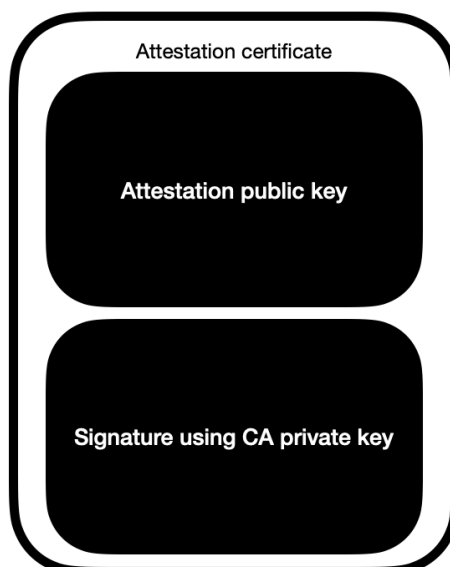 Attestation certificate
Attestation public key
Signature using CA private key